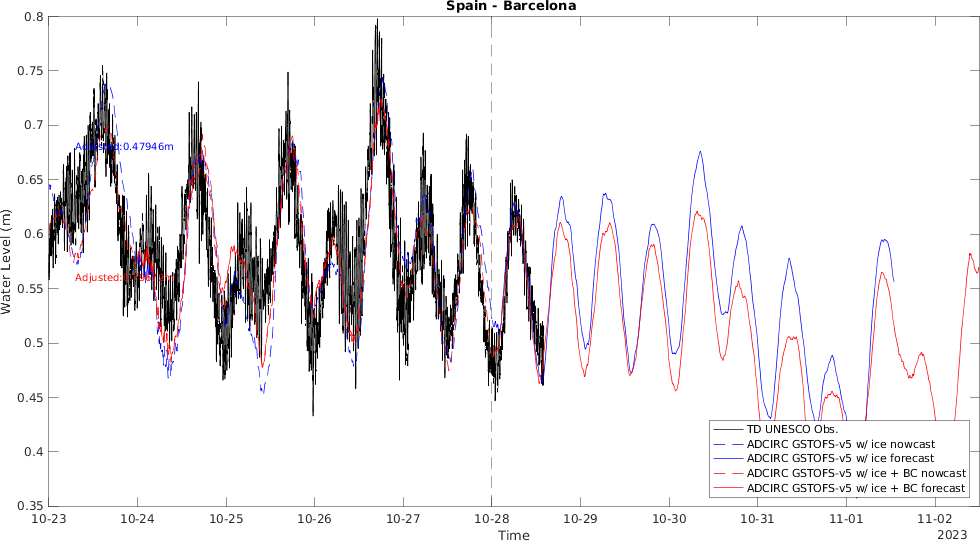 Spain - Barcelona
0.8
0.75
0.7
0.65
0.6
0.55
0.5
0.45
0.4
0.35
Water Level (m)
Adjusted:0.47946m
Adjusted:
TD UNESCO Obs.
ADCIRC GSTOFS-v5 w/ ice nowcast
ADCIRC GSTOFS-v5 w/ ice forecast
ADCIRC GSTOFS-v5 w/ ice + BC nowcast
ADCIRC GSTOFS-v5 w/ ice + BC forecast
10-23 10-24 10-25 10-26 10-27 10-28 10-29 10-30 10-31 11-01 11-02
Time
2023